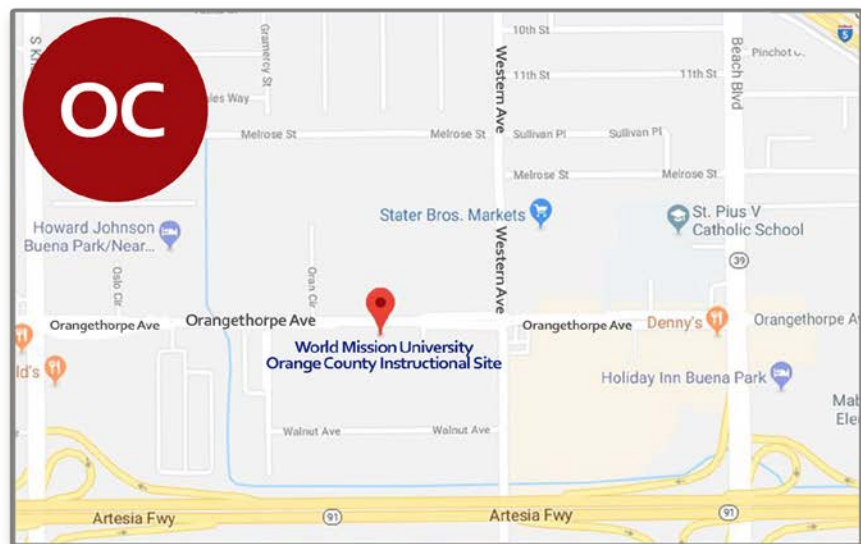 OC
S Kn
Gramercy St
ies Way
Melrose St
Melrose St
10th St
11th St
11th St
Western Ave
Sullivan Pl
Sullivan Pl
Melrose St
Melrose St
Beach Blvd
5
Pinchot
Stater Bros. Markets
St. Pius V
Catholic School
Howard Johnson
Buena Park/Near...
Oslo Cir
Oran Cir
Western Ave
39
Orangethorpe Ave
Orangethorpe Ave
Orangethorpe Ave
Denny's
Orangethorpe Av
World Mission University
Orange County Instructional Site
ld's
Holiday Inn Buena Park
Mab
Ele
Walnut Ave
Walnut Ave
Artesia Fwy
91
Artesia Fwy
91